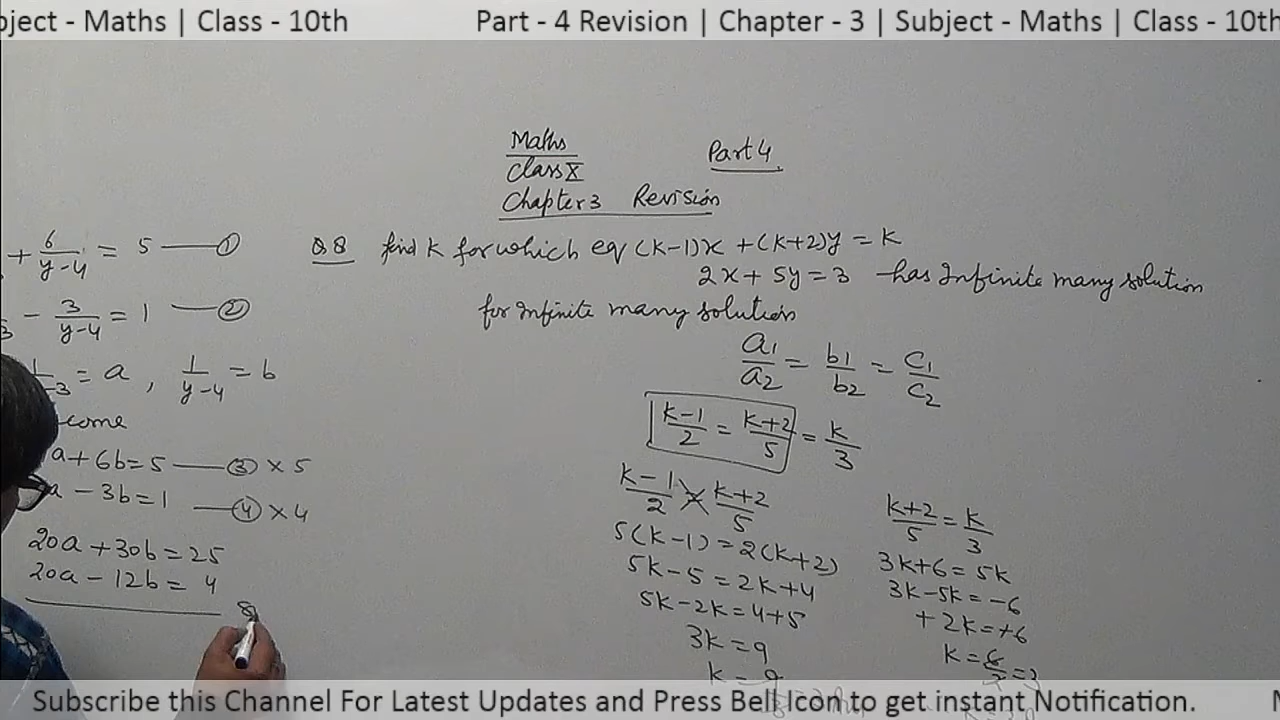 bject - Maths | Class - 10th Part - 4 Revision | Chapter - 3 | Subject - Maths | Class - 10th
Maths
Class X
Part 4
Chapter 3 Revision
+ 6/(y-4) = 5 —— ①
- 3/(y-4) = 1 —— ②
= a , 1/(y-4) = b
come
a + 6b = 5 —— ③ × 5
a - 3b = 1 —— ④ × 4
20a + 30b = 25
20a - 12b = 4
Q.8 find k for which eq (k-1)x + (k+2)y = k
2x + 5y = 3 has Infinite many solution
for Infinite many solution
a1/a2 = b1/b2 = c1/c2
(k-1)/2 = (k+2)/5 = k/3
(k-1)/2 (k+2)/5
5(k-1) = 2(k+2)
5k-5 = 2k+4
5k-2k = 4+5
3k = 9
(k+2)/5 = k/3
3k+6 = 5k
3k-5k = -6
+2k = +6
Subscribe this Channel For Latest Updates and Press Bell Icon to get instant Notification.